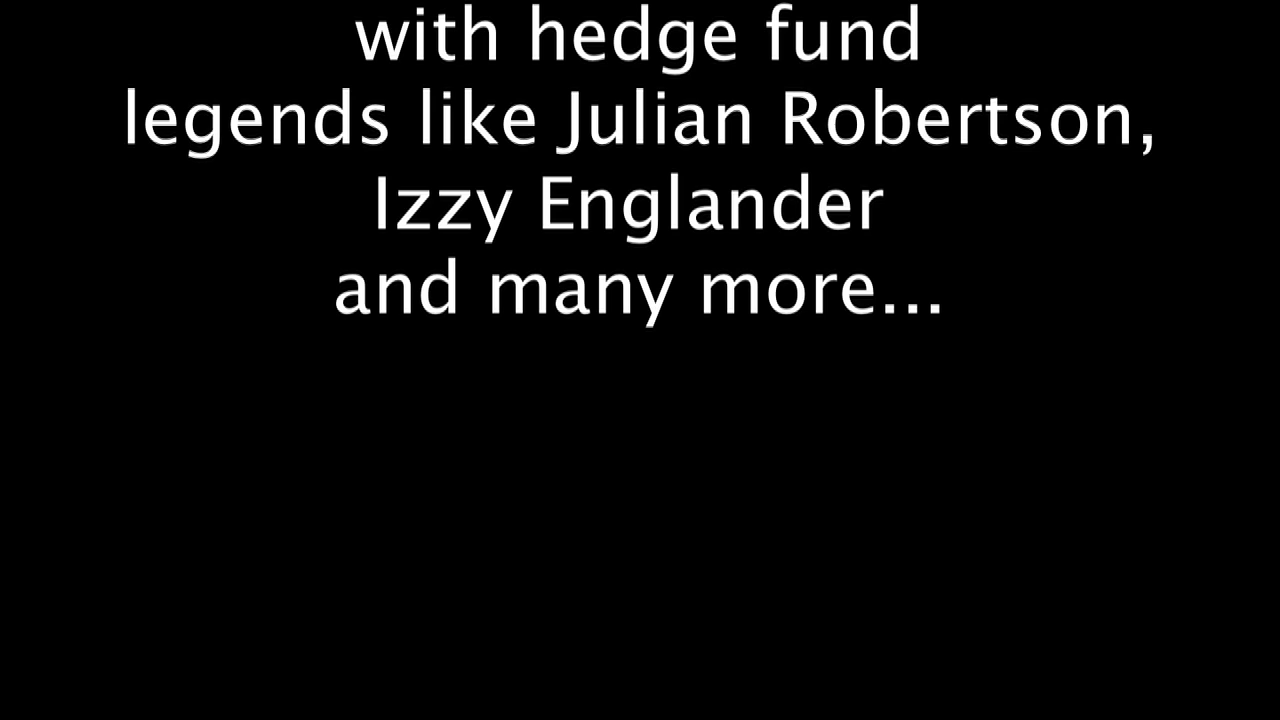 with hedge fund
legends like Julian Robertson,
Izzy Englander
and many more...